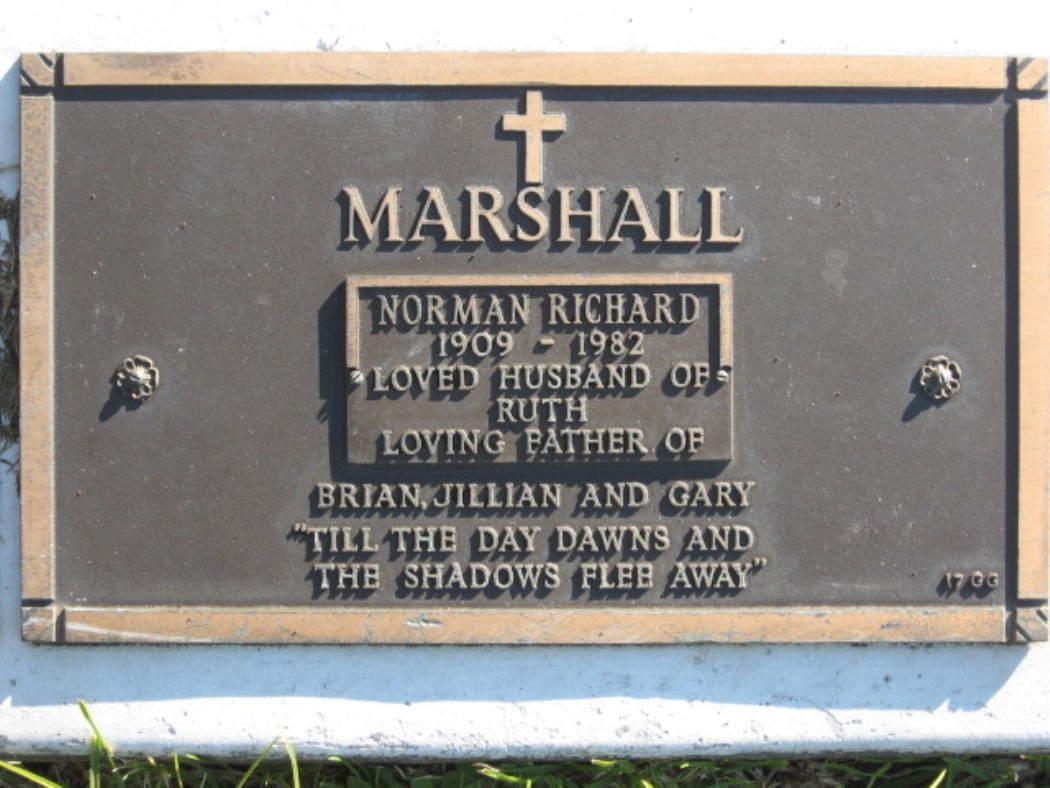 MARSHALL
NORMAN RICHARD
1909 - 1982
LOVED HUSBAND OF
RUTH
LOVING FATHER OF
BRIAN, JILLIAN AND GARY
"TILL THE DAY DAWNS AND
THE SHADOWS FLEE AWAY"
17 GG